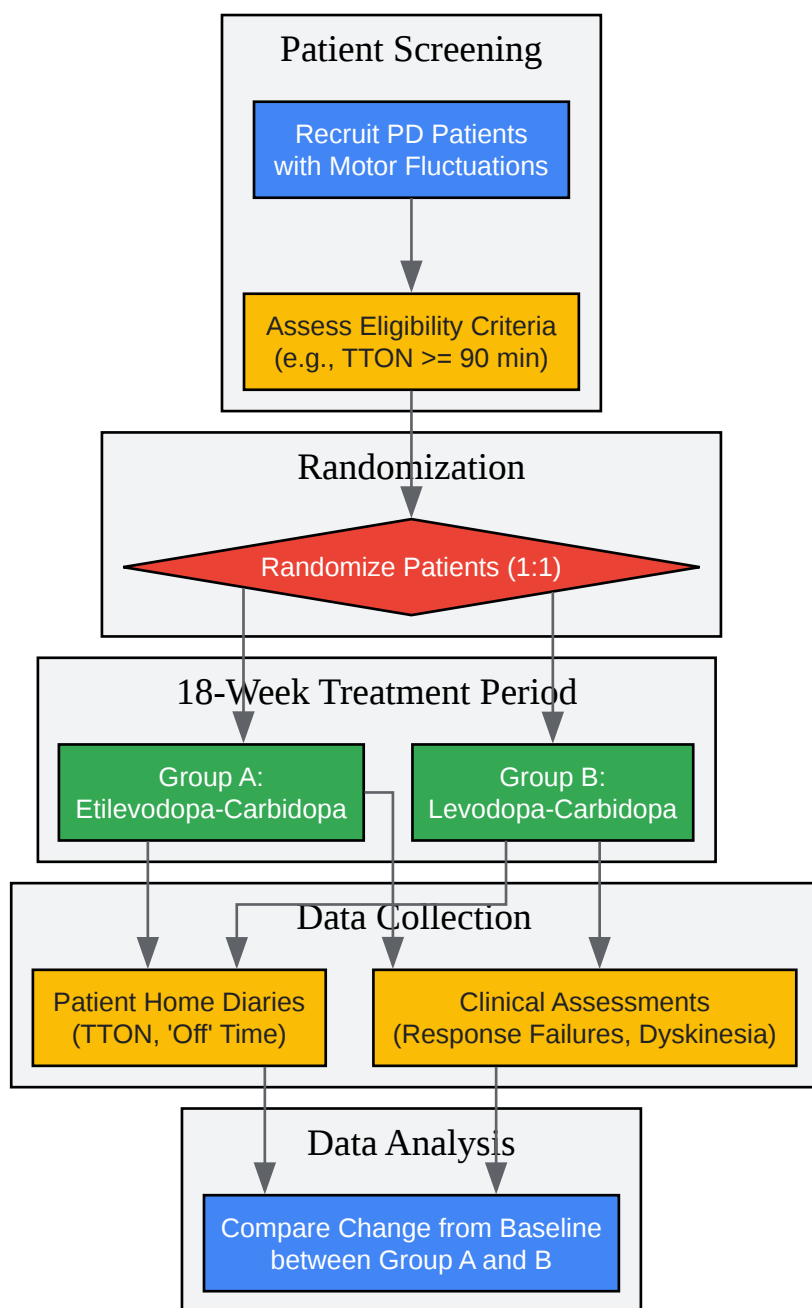 Patient Screening
Recruit PD Patients
with Motor Fluctuations
Assess Eligibility Criteria
(e.g., TTON >= 90 min)
Randomization
Randomize Patients (1:1)
18-Week Treatment Period
Group A:
Etilevodopa-Carbidopa
Group B:
Levodopa-Carbidopa
Data Collection
Patient Home Diaries
(TTON, 'Off' Time)
Clinical Assessments
(Response Failures, Dyskinesia)
Data Analysis
Compare Change from Baseline
between Group A and B